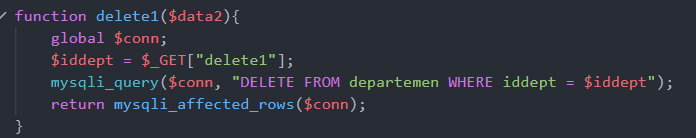 function delete1($data2){
global $conn;
$iddept = $_GET["delete1"];
mysqli_query($conn, "DELETE FROM departemen WHERE iddept = $iddept");
return mysqli_affected_rows($conn);
}